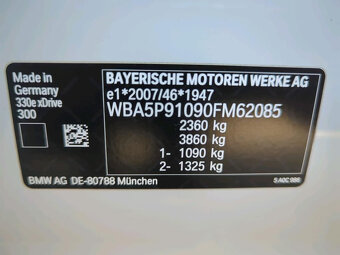 Made in
Germany
330e xDrive
300
BAYERISCHE MOTOREN WERKE AG
e1*2007/46*1947
WBA5P91090FM62085
2360 kg
3860 kg
1- 1090 kg
2- 1325 kg
BMW AG DE-80788 München